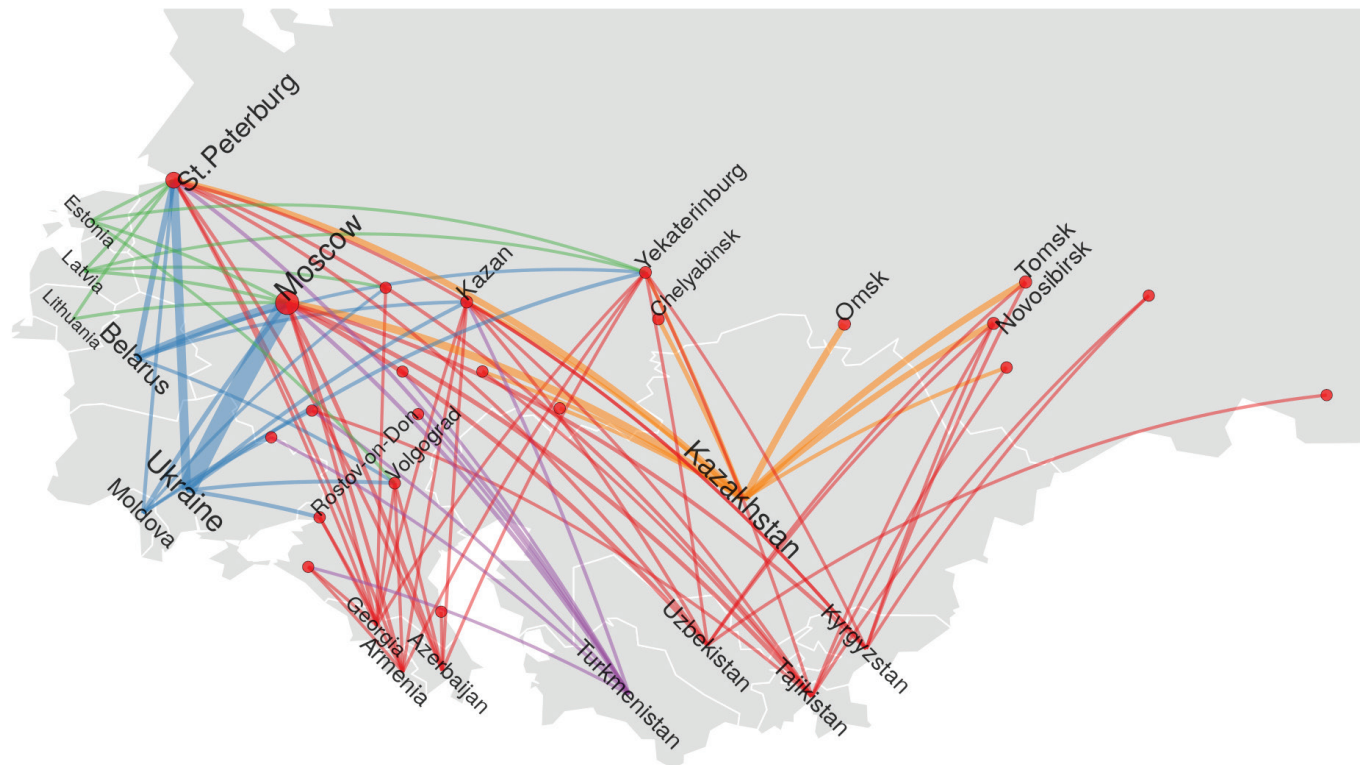 St.Peterburg
Estonia
Latvia
Lithuania
Belarus
Moscow
Kazan
Yekaterinburg
Chelyabinsk
Omsk
Tomsk
Novosibirsk
Ukraine
Moldova
Rostov-on-Don
Volgograd
Kazakhstan
Georgia
Armenia
Azerbaijan
Turkmenistan
Uzbekistan
Tajikistan
Kyrgyzstan